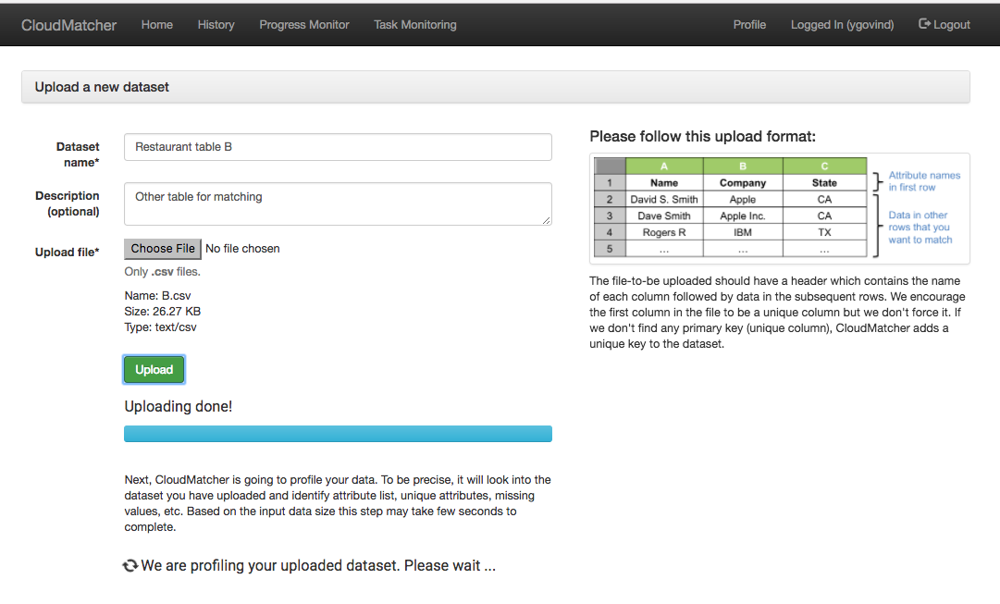 CloudMatcher Home History Progress Monitor Task Monitoring Profile Logged In (ygovind) Logout
Upload a new dataset
Dataset name*
Restaurant table B
Description (optional)
Other table for matching
Upload file*
Choose File No file chosen
Only .csv files.
Name: B.csv
Size: 26.27 KB
Type: text/csv
Upload
Uploading done!
Next, CloudMatcher is going to profile your data. To be precise, it will look into the
dataset you have uploaded and identify attribute list, unique attributes, missing
values, etc. Based on the input data size this step may take few seconds to
complete.
We are profiling your uploaded dataset. Please wait ...
Please follow this upload format:
A B C
1 Name Company State
2 David S. Smith Apple CA
3 Dave Smith Apple Inc. CA
4 Rogers R IBM TX
5 ... ... ...
Attribute names
in first row
Data in other
rows that you
want to match
The file-to-be uploaded should have a header which contains the name
of each column followed by data in the subsequent rows. We encourage
the first column in the file to be a unique column but we don't force it. If
we don't find any primary key (unique column), CloudMatcher adds a
unique key to the dataset.